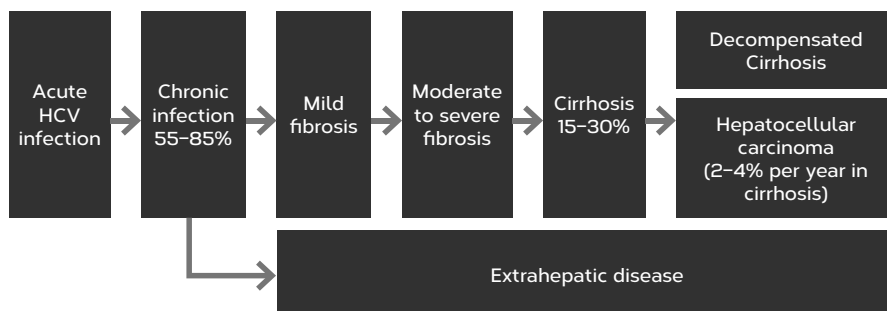 Acute
HCV
infection
Chronic
infection
55–85%
Mild
fibrosis
Moderate
to severe
fibrosis
Cirrhosis
15–30%
Decompensated
Cirrhosis
Hepatocellular
carcinoma
(2–4% per year in
cirrhosis)
Extrahepatic disease